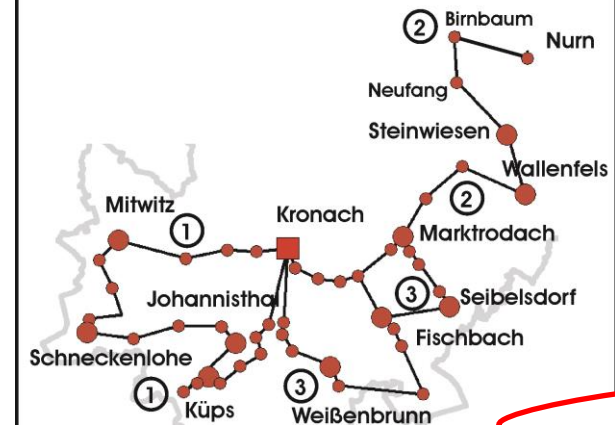 2
Birnbaum
Nurn
Neufang
Steinwiesen
Wallenfels
2
Mitwitz
1
Kronach
Marktrodach
Johannisthal
3
Seibelsdorf
Fischbach
Schneckenlohe
1
Küps
3
Weißenbrunn